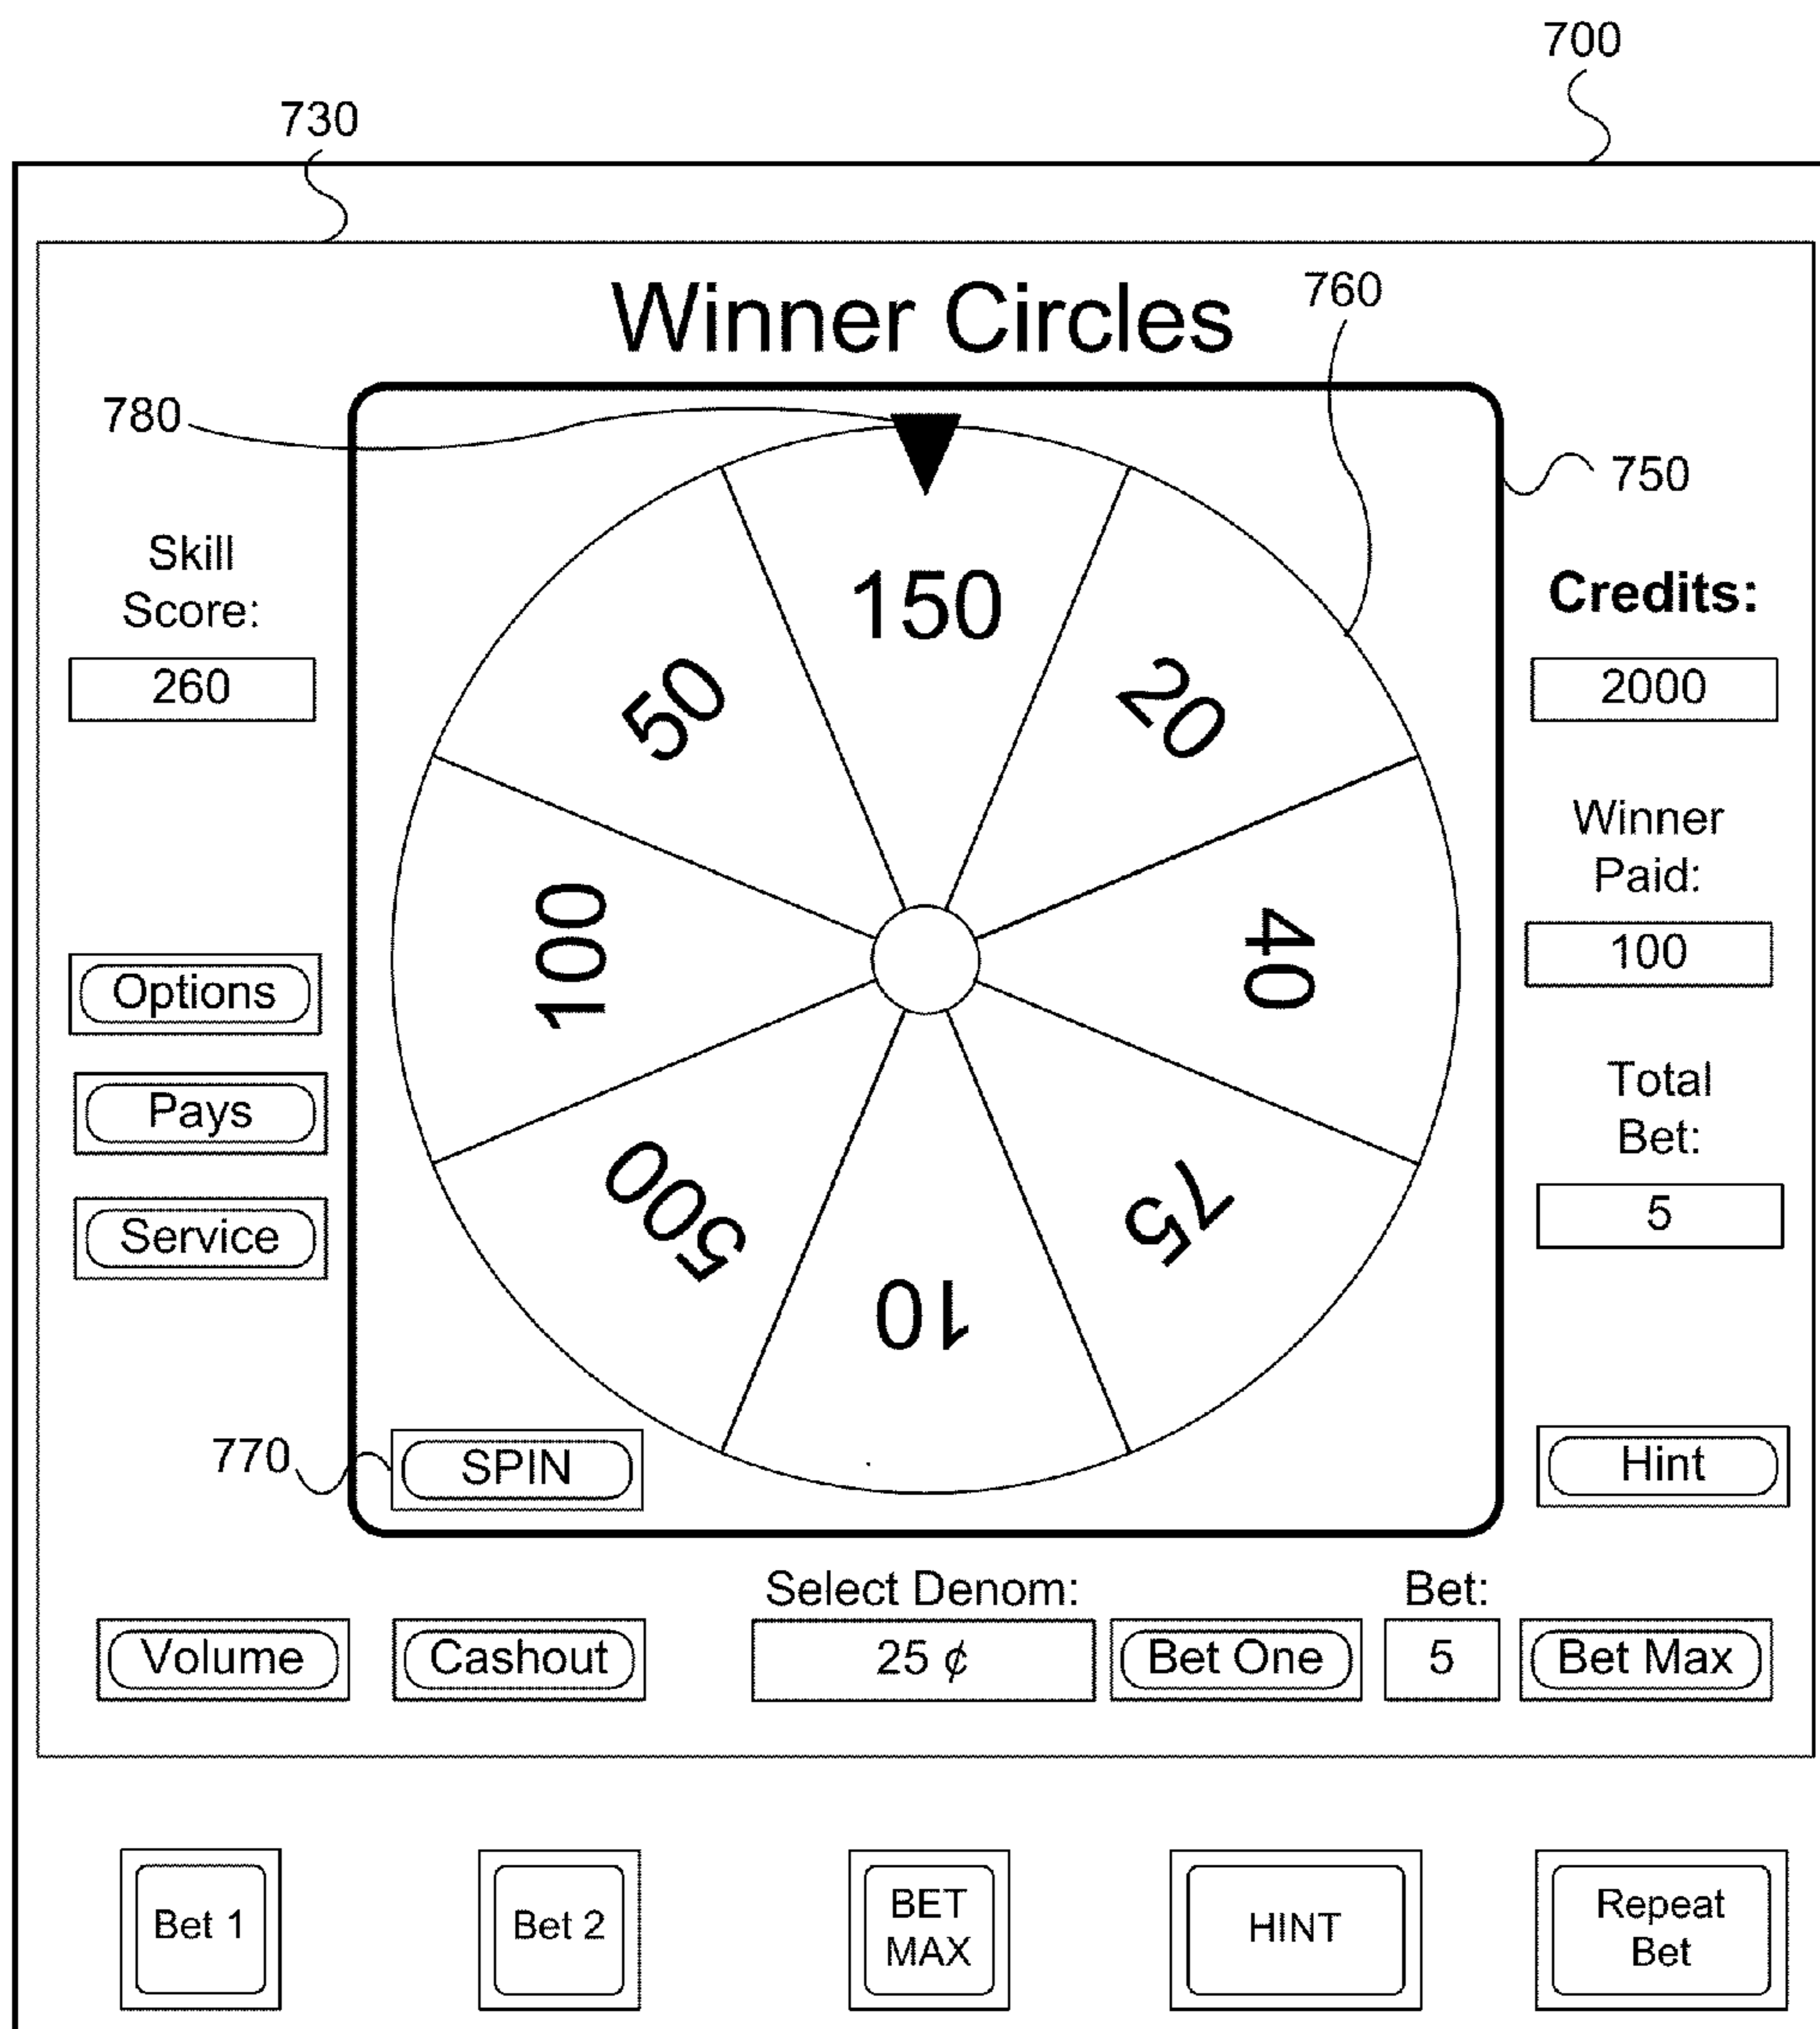 700
730
Winner Circles
760
780
750
Skill
Score:
260
Credits:
2000
Winner
Paid:
100
Total
Bet:
5
150
20
40
75
10
500
100
50
Options
Pays
Service
770
SPIN
Hint
Select Denom:
Bet:
Volume
Cashout
25 ¢
Bet One
5
Bet Max
Bet 1
Bet 2
BET
MAX
HINT
Repeat
Bet